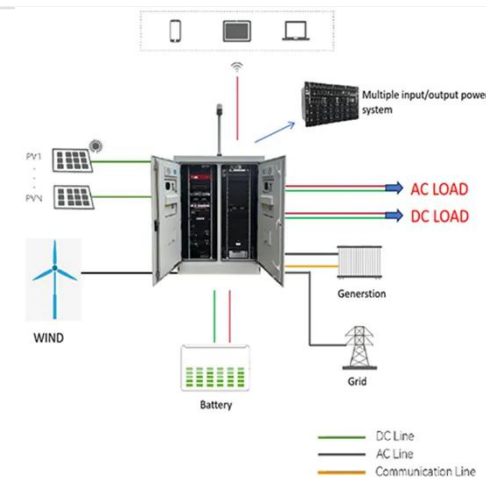 Multiple input/output powe
system
PV1
PVN
AC LOAD
DC LOAD
WIND
Generstion
Grid
Battery
DC Line
AC Line
Communication Line